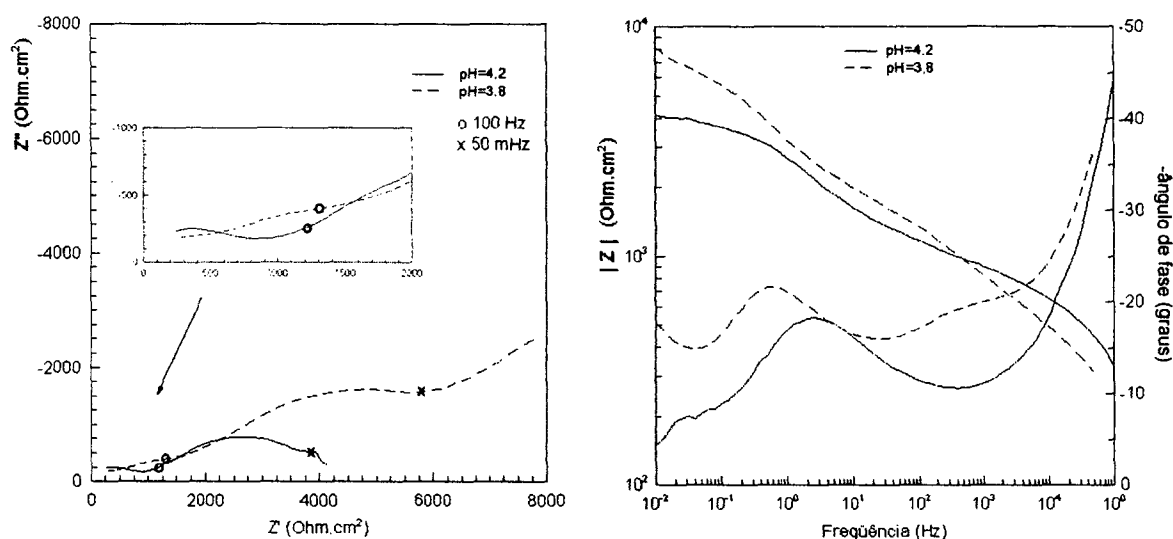 -8000
-6000
-4000
-2000
0
Z" (Ohm.cm²)
pH=4.2
pH=3.8
o 100 Hz
x 50 mHz
-1000
-500
0
0 500 1000 1500 2000
0 2000 4000 6000 8000
Z' (Ohm.cm²)
10⁴
10³
10²
| Z | (Ohm.cm²)
pH=4.2
pH=3.8
-50
-40
-30
-20
-10
0
-ângulo de fase (graus)
10⁻² 10⁻¹ 10⁰ 10¹ 10² 10³ 10⁴
Freqüência (Hz)